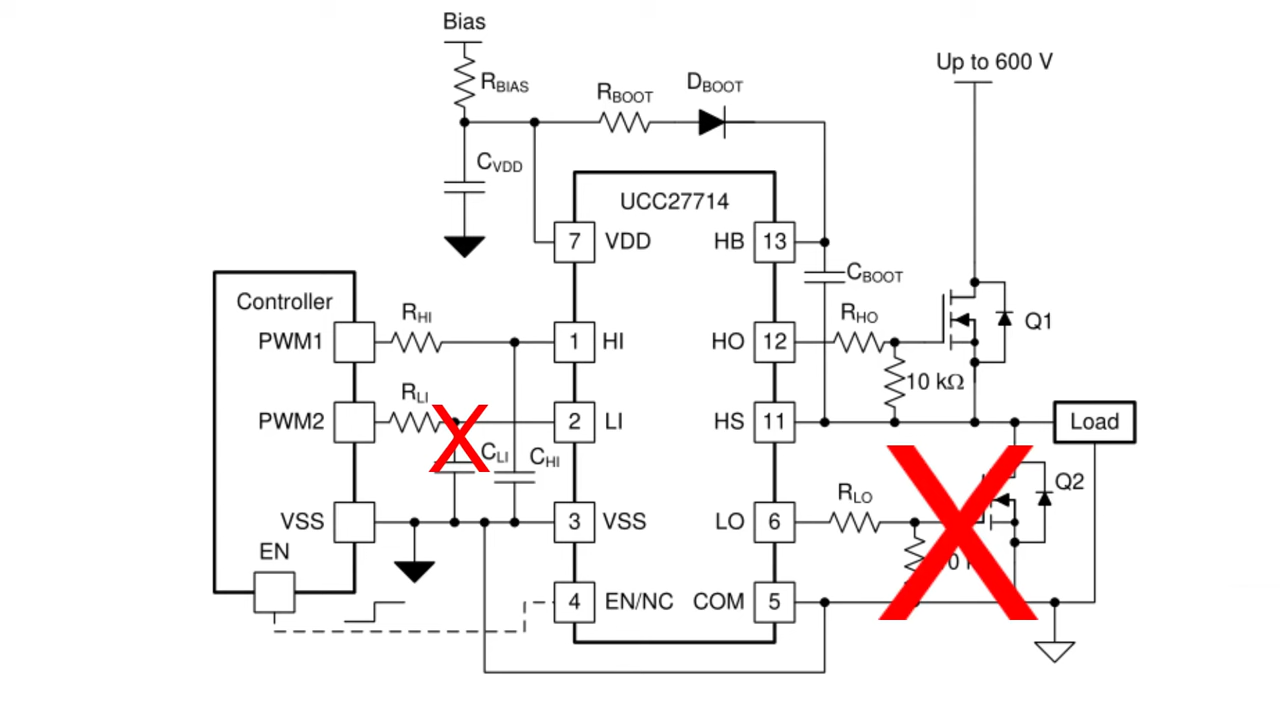 Bias
Up to 600 V
RBIAS
RBOOT
DBOOT
CVDD
UCC27714
7 VDD
HB 13
CBOOT
Controller
RHI
RHO
PWM1
1 HI
HO 12
Q1
10 kΩ
RLI
PWM2
2 LI
HS 11
Load
CLI
CHI
Q2
RLO
VSS
3 VSS
LO 6
EN
4 EN/NC
COM 5